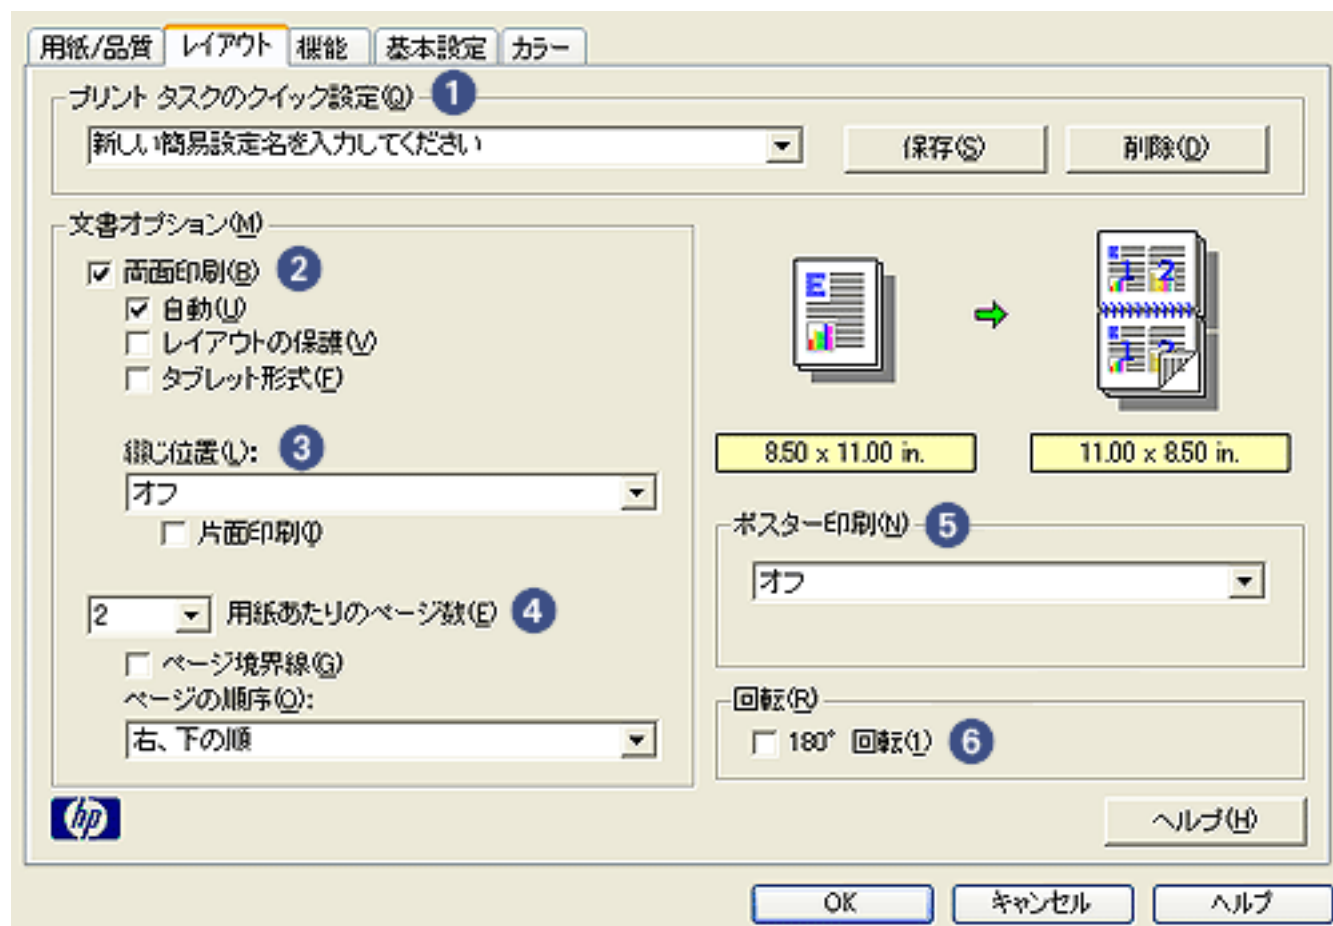 用紙/品質 レイアウト 機能 基本設定 カラー
プリント タスクのクイック設定(Q) 1
新しい簡易設定名を入力してください 保存(S) 削除(D)
文書オプション(M)
両面印刷(B) 2
自動(U)
レイアウトの保護(V)
タブレット形式(F)
E
1 2
1 2
8.50 x 11.00 in. 11.00 x 8.50 in.
綴じ位置(L): 3
オフ
片面印刷(I)
ポスター印刷(N) 5
オフ
2 用紙あたりのページ数(E) 4
ページ境界線(G)
ページの順序(O):
右、下の順
回転(R)
180° 回転(1) 6
hp
ヘルプ(H)
OK キャンセル ヘルプ